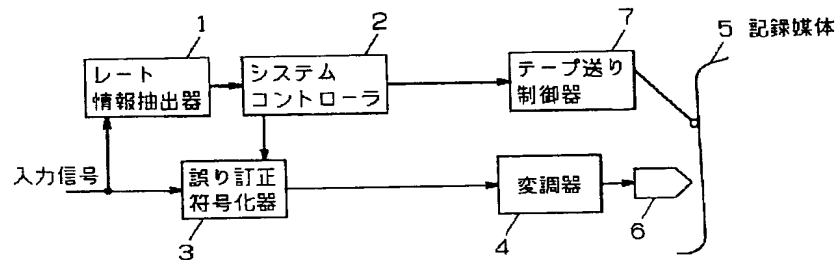 1
レート
情報抽出器
2
システム
コントローラ
7
テープ送り
制御器
5 記録媒体
入力信号
誤り訂正
符号化器
3
変調器
4
6